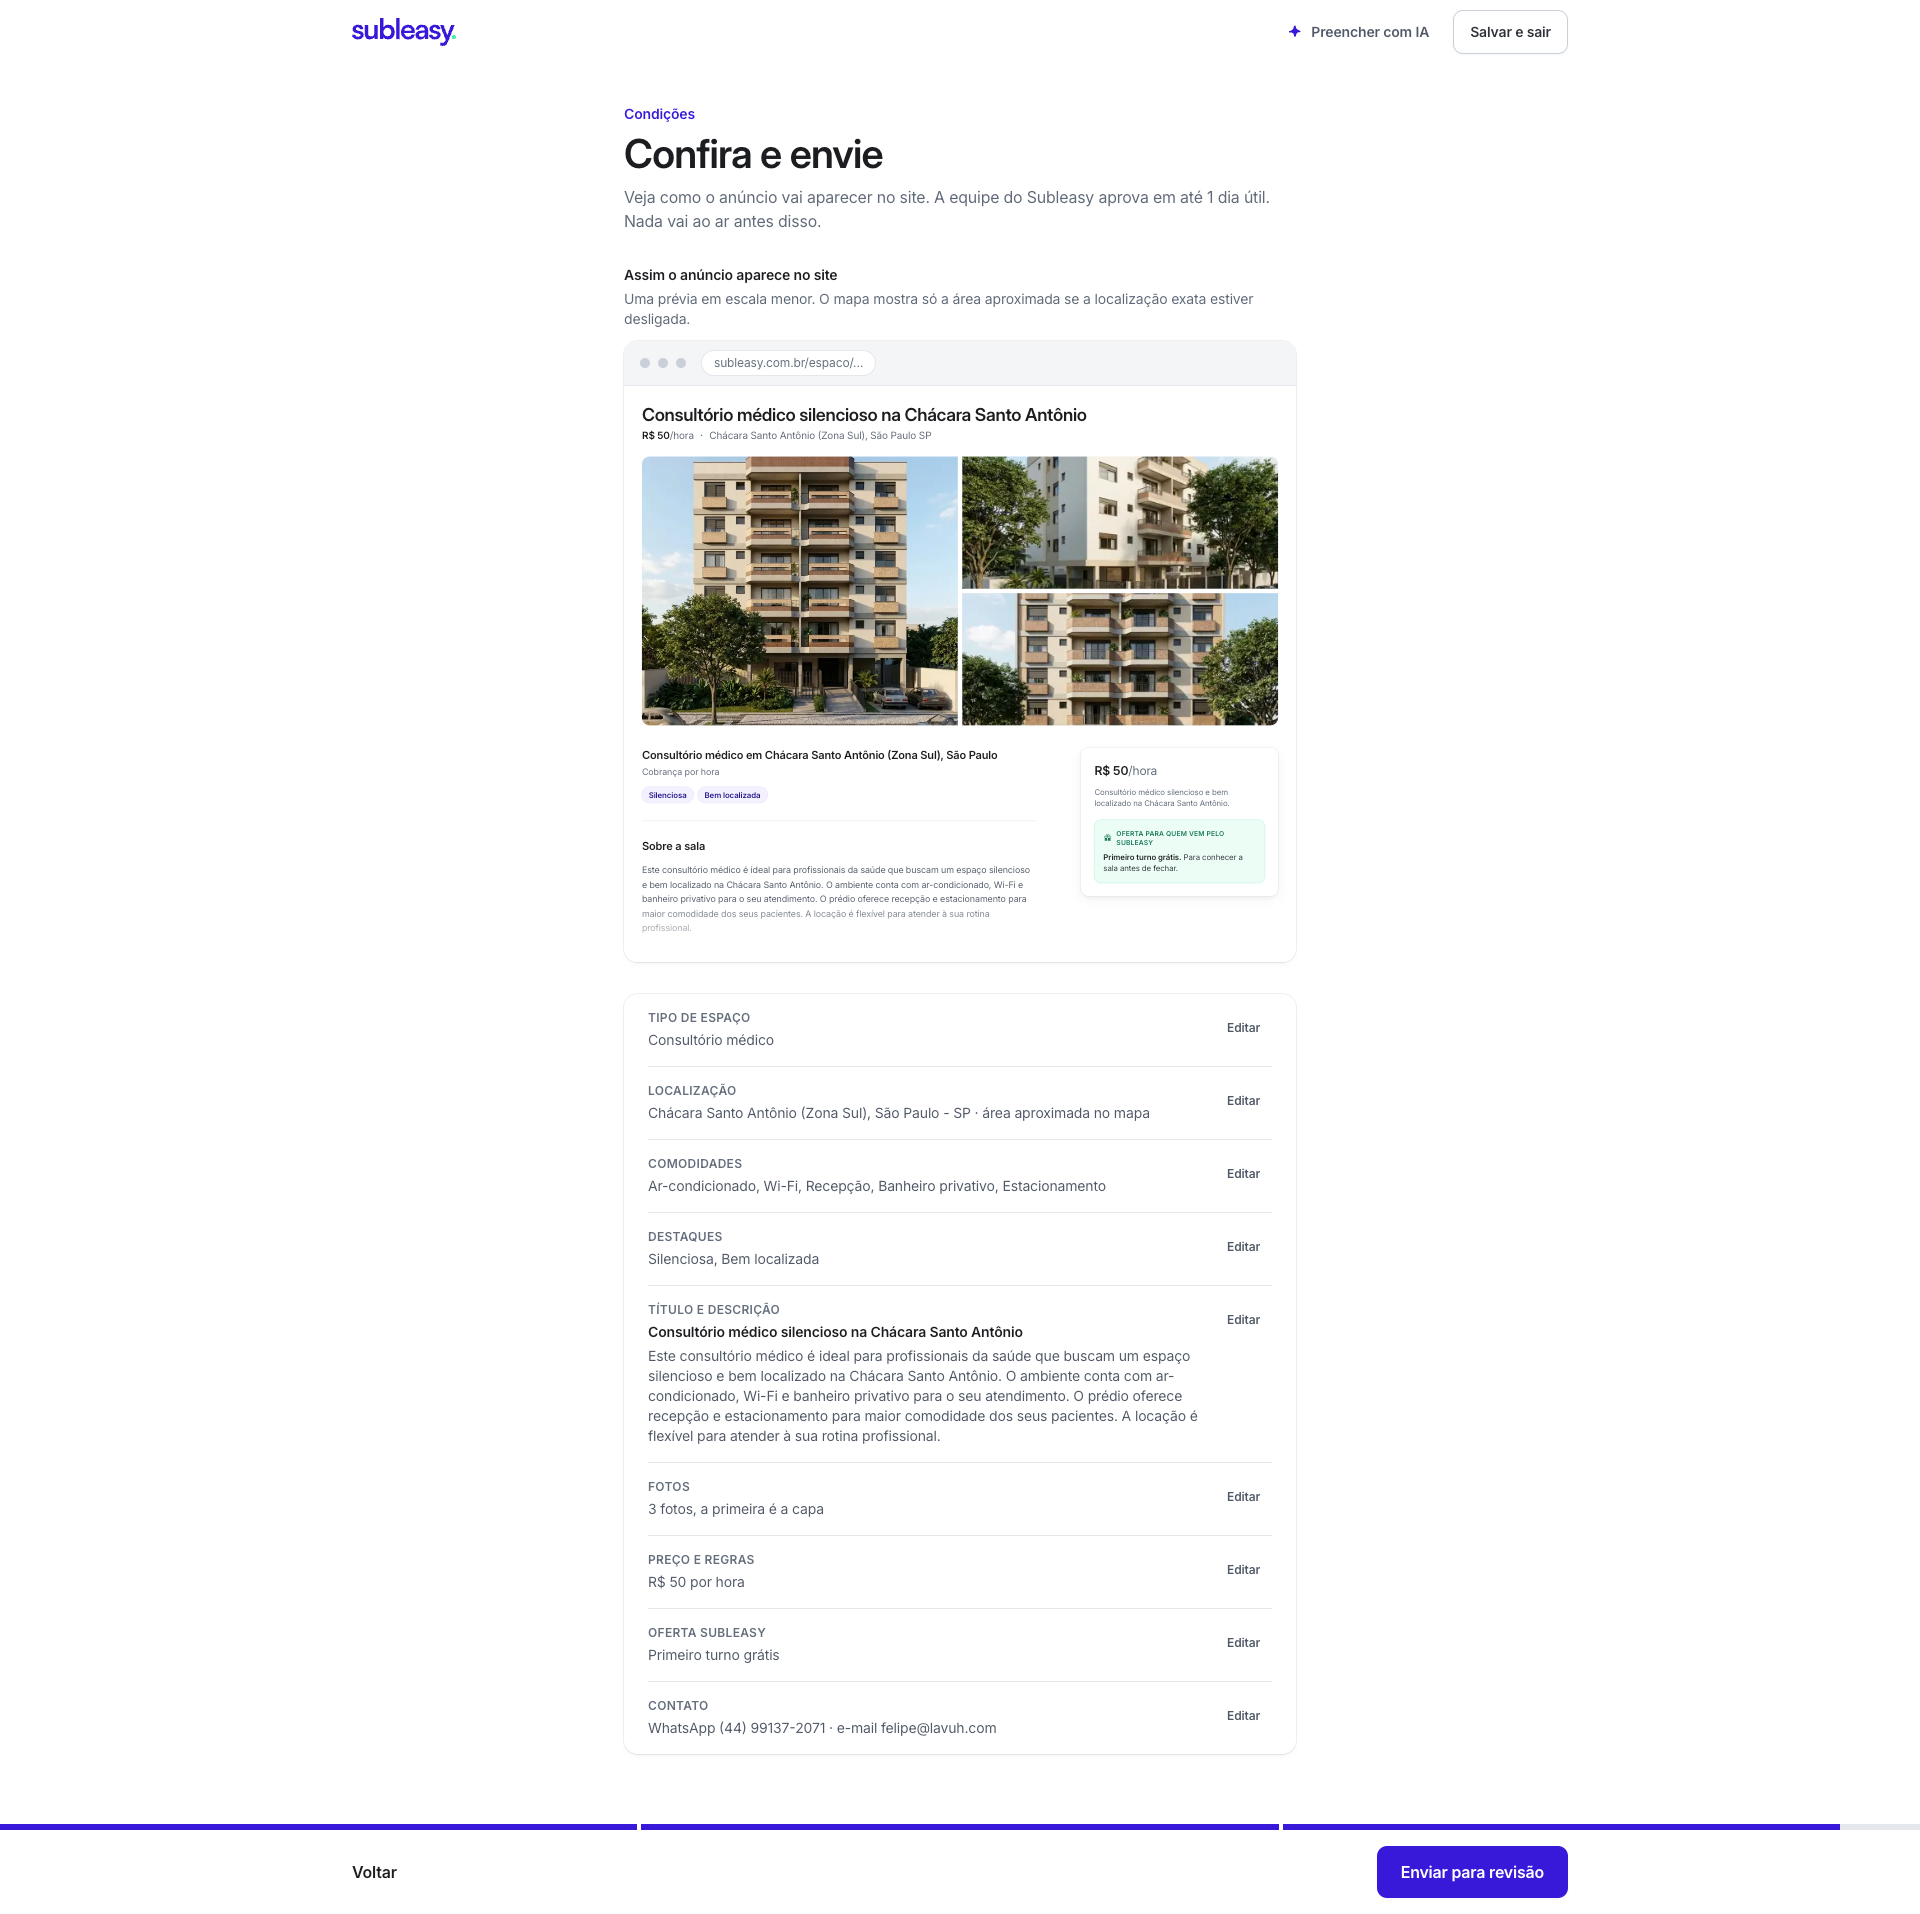 subleasy.
Preencher com IA
Salvar e sair
Condições
Confira e envie
Veja como o anúncio vai aparecer no site. A equipe do Subleasy aprova em até 1 dia útil.
Nada vai ao ar antes disso.
Assim o anúncio aparece no site
Uma prévia em escala menor. O mapa mostra só a área aproximada se a localização exata estiver
desligada.
subleasy.com.br/espaco/...
Consultório médico silencioso na Chácara Santo Antônio
R$ 50/hora · Chácara Santo Antônio (Zona Sul), São Paulo SP
Consultório médico em Chácara Santo Antônio (Zona Sul), São Paulo
Cobrança por hora
Silenciosa
Bem localizada
Sobre a sala
Este consultório médico é ideal para profissionais da saúde que buscam um espaço silencioso
e bem localizado na Chácara Santo Antônio. O ambiente conta com ar-condicionado, Wi-Fi e
banheiro privativo para o seu atendimento. O prédio oferece recepção e estacionamento para
maior comodidade dos seus pacientes. A locação é flexível para atender à sua rotina
profissional.
R$ 50/hora
Consultório médico silencioso e bem
localizado na Chácara Santo Antônio.
OFERTA PARA QUEM VEM PELO
SUBLEASY
Primeiro turno grátis. Para conhecer a
sala antes de fechar.
TIPO DE ESPAÇO
Consultório médico
Editar
LOCALIZAÇÃO
Chácara Santo Antônio (Zona Sul), São Paulo - SP · área aproximada no mapa
Editar
COMODIDADES
Ar-condicionado, Wi-Fi, Recepção, Banheiro privativo, Estacionamento
Editar
DESTAQUES
Silenciosa, Bem localizada
Editar
TÍTULO E DESCRIÇÃO
Consultório médico silencioso na Chácara Santo Antônio
Este consultório médico é ideal para profissionais da saúde que buscam um espaço
silencioso e bem localizado na Chácara Santo Antônio. O ambiente conta com ar-
condicionado, Wi-Fi e banheiro privativo para o seu atendimento. O prédio oferece
recepção e estacionamento para maior comodidade dos seus pacientes. A locação é
flexível para atender à sua rotina profissional.
Editar
FOTOS
3 fotos, a primeira é a capa
Editar
PREÇO E REGRAS
R$ 50 por hora
Editar
OFERTA SUBLEASY
Primeiro turno grátis
Editar
CONTATO
WhatsApp (44) 99137-2071 · e-mail felipe@lavuh.com
Editar
Voltar
Enviar para revisão